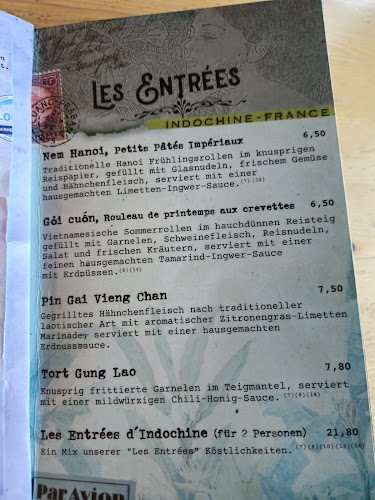 LES ENTRÉES
INDOCHINE-FRANCE
Nem Hanoi, Petits Pâtés Impériaux 6,50
Traditionelle Hanoi Frühlingsrollen im knusprigen
Reispapier, gefüllt mit Glasnudeln, frischem Gemüse
und Hähnchenfleisch, serviert mit einer
hausgemachten Limetten-Ingwer-Sauce.
Gỏi cuốn, Rouleau de printemps aux crevettes 6,50
Vietnamesische Sommerrollen im hauchdünnen Reisteig
gefüllt mit Garnelen, Schweinefleisch, Reisnudeln,
Salat und frischen Kräutern, serviert mit einer
feinen hausgemachten Tamarind-Ingwer-Sauce
mit Erdnüssen.
Pin Gai Vieng Chan 7,50
Gegrilltes Hähnchenfleisch nach traditioneller
laotischer Art mit aromatischer Zitronengras-Limetten
Marinade, serviert mit einer hausgemachten
Erdnusssauce.
Tort Gung Lao 7,80
Knusprig frittierte Garnelen im Teigmantel, serviert
mit einer mildwürzigen Chili-Honig-Sauce. (7)(8)(14)
Les Entrées d´Indochine (für 2 Personen) 21,80
Ein Mix unserer "Les Entrées" Köstlichkeiten.
Par Avion